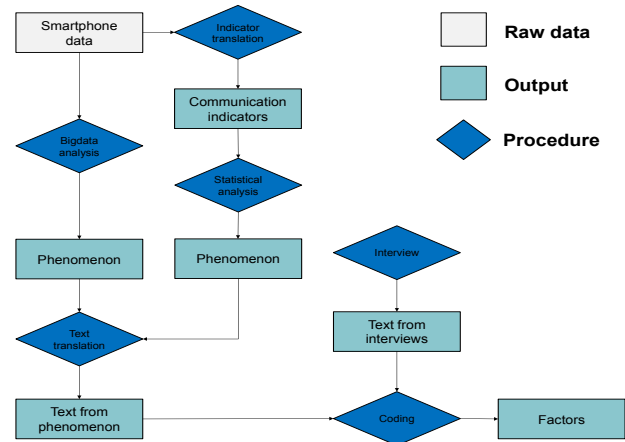 Smartphone
data
Indicator
translation
Raw data
Communication
indicators
Output
Bigdata
analysis
Procedure
Statistical
analysis
Phenomenon
Phenomenon
Interview
Text
translation
Text from
interviews
Text from
phenomenon
Coding
Factors